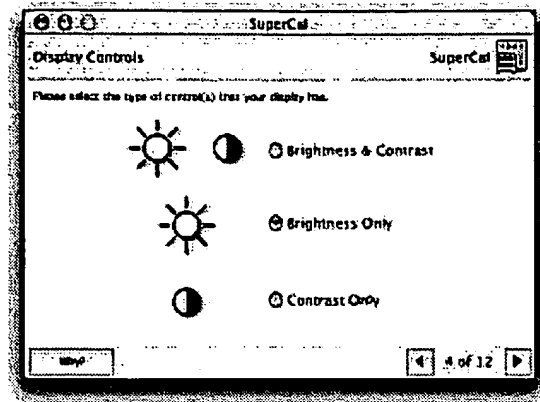 SuperCal
Display Controls SuperCal
Please select the type of control(s) that your display has.
Brightness & Contrast
Brightness Only
Contrast Only
Why?
4 of 12